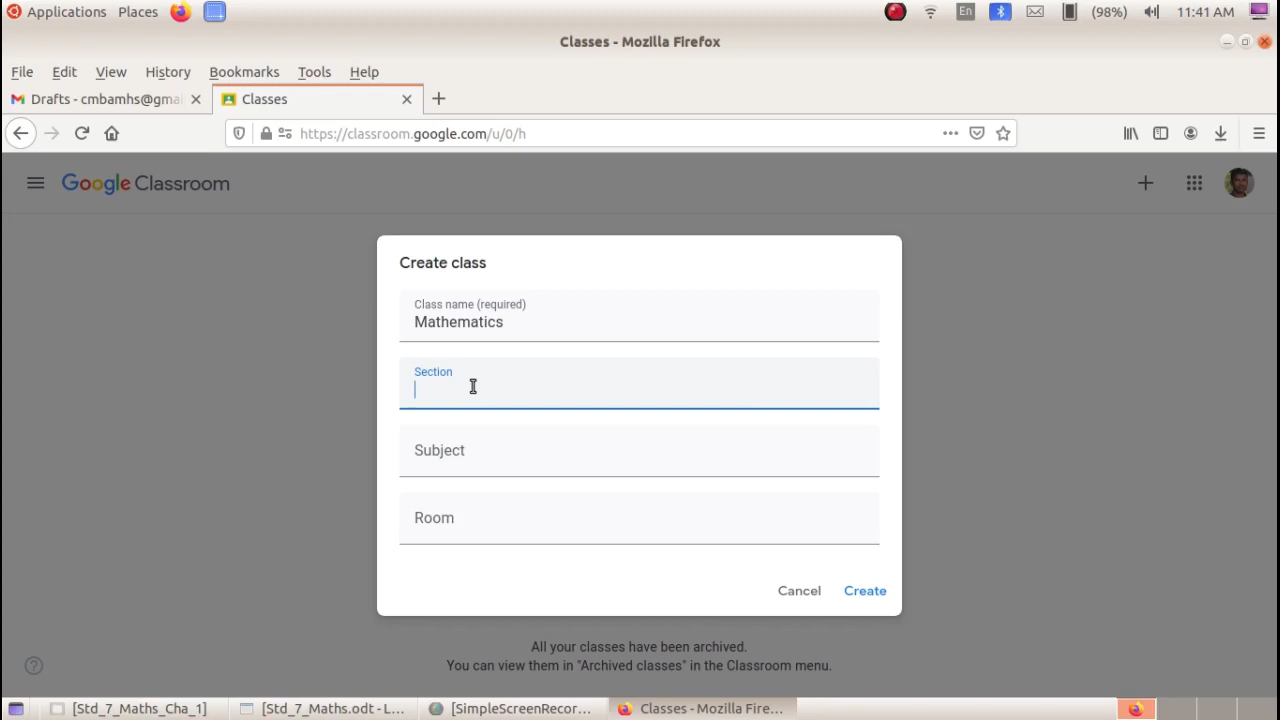 Applications Places En (98%) 11:41 AM
Classes - Mozilla Firefox
File Edit View History Bookmarks Tools Help
Drafts - cmbamhs@gmai Classes
https://classroom.google.com/u/0/h
Google Classroom
Create class
Class name (required)
Mathematics
Section
Subject
Room
Cancel Create
All your classes have been archived.
You can view them in "Archived classes" in the Classroom menu.
[Std_7_Maths_Cha_1] [Std_7_Maths.odt - L... [SimpleScreenRecor... Classes - Mozilla Fire...